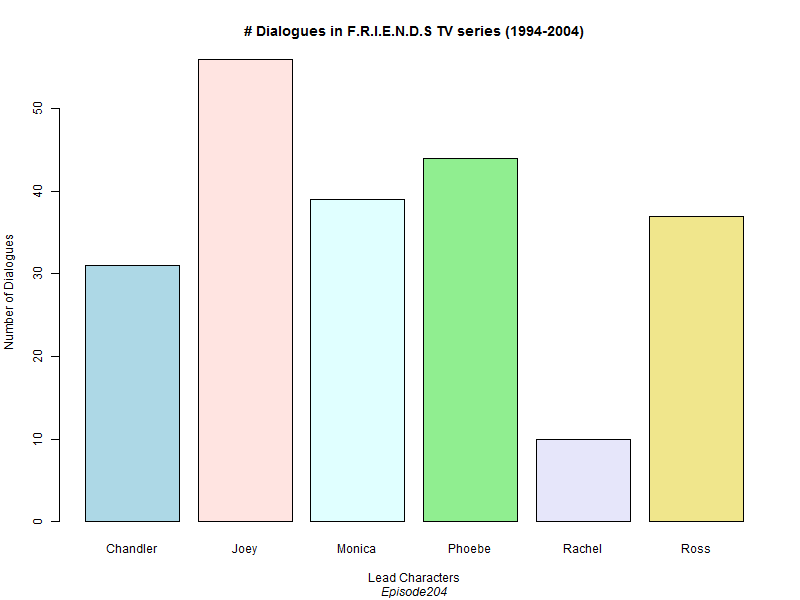 # Dialogues in F.R.I.E.N.D.S TV series (1994-2004)
Number of Dialogues
50
40
30
20
10
0
Chandler Joey Monica Phoebe Rachel Ross
Lead Characters
Episode204